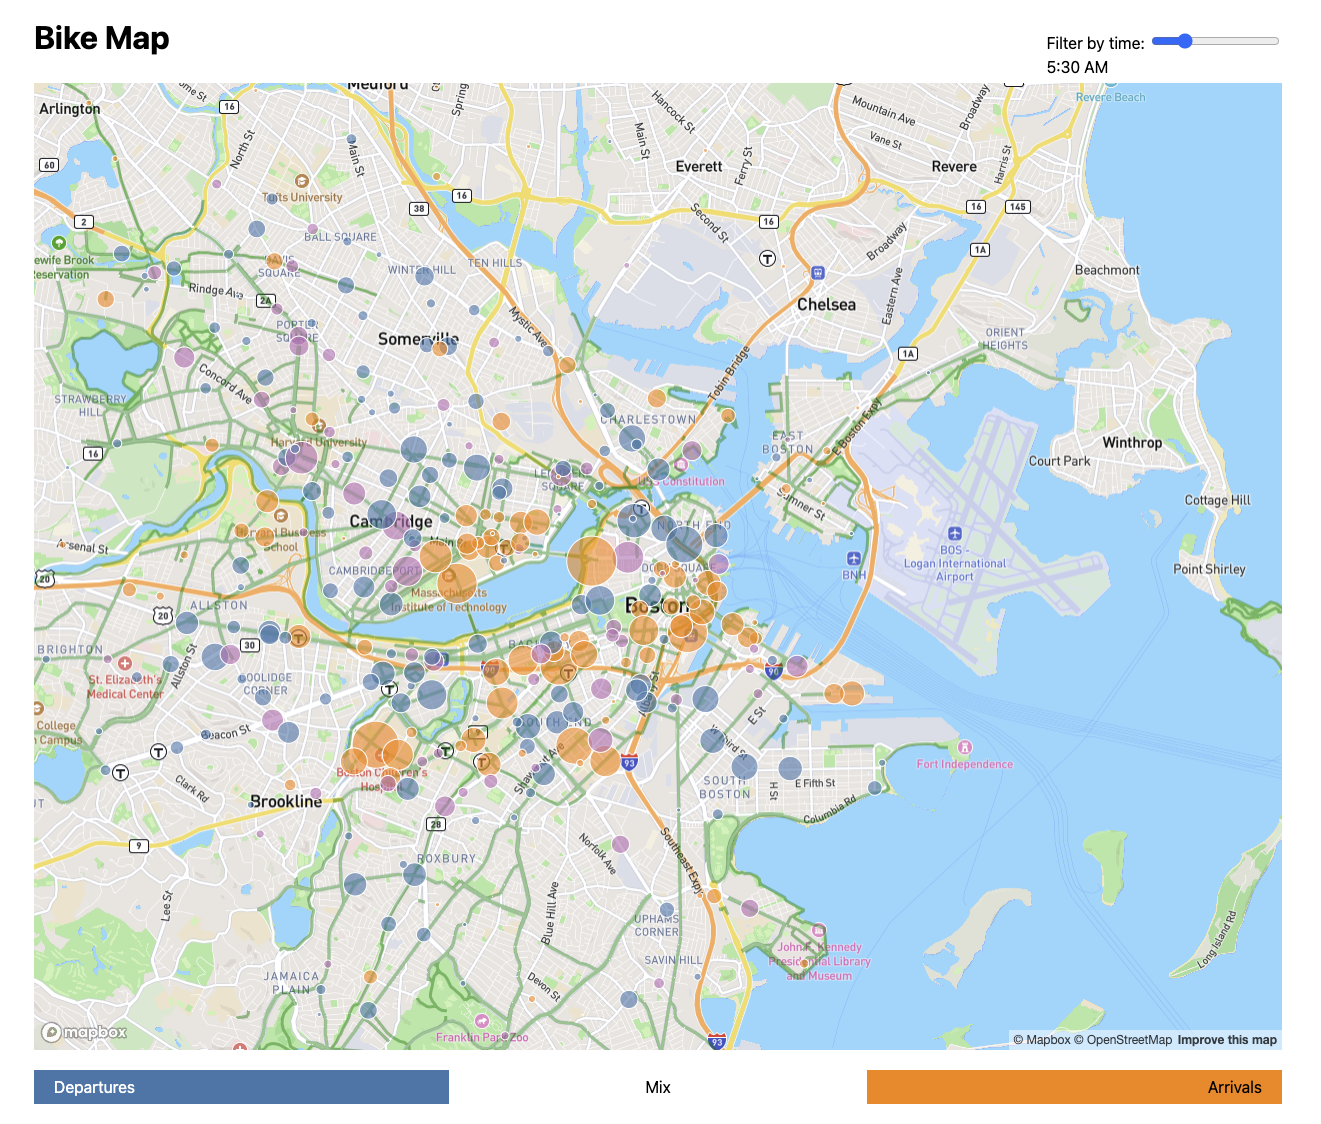 Bike Map
Filter by time:
5:30 AM
Medford
Spring
Arlington
16
Hancock St
Mountain Ave
Broadway
Revere Beach
North St
Main St
Main St
Ferry St
Vane St
Harris St
60
Everett
Revere
Tufts University
38
16
16
16
145
2
Second St
BALL SQUARE
Broadway
1A
ewife Brook
Reservation
SQUARE
WINTER HILL
TEN HILLS
T
Beachmont
Rindge Ave
2A
Eastern Ave
Chelsea
Mystic Ave
ORIENT
HEIGHTS
Somerville
1A
Concord Ave
Tobin Bridge
STRAWBERRY
HILL
CHARLESTOWN
E Boston Expy
Harvard University
EAST
BOSTON
Winthrop
16
Court Park
SQUARE
USS Constitution
Sumner St
Cottage Hill
Cambridge
T
NORTH END
Business
School
Main
BOS -
Logan International
Airport
Arsenal St
BNH
CAMBRIDGEPORT
Point Shirley
20
Massachusetts
Institute of Technology
ALLSTON
Boston
20
BRIGHTON
30
T
Allston St
St. Elizabeth's
Medical Center
COOLIDGE
CORNER
T
T
90
90
College
n Campus
Beacon St
SOUTH END
E St
W Third St
T
T
T
T
93
Fort Independence
Boston Children's
Hospital
Clark Rd
SOUTH
BOSTON
H St
E Fifth St
Brookline
Columbia Rd
28
9
Norfolk Ave
Southeast Expy
ROXBURY
Lee St
Blue Hill Ave
UPHAMS
CORNER
Long Island Rd
John F. Kennedy
Presidential Library
and Museum
SAVIN HILL
JAMAICA
PLAIN
Devon St
mapbox
Franklin Park Zoo
93
© Mapbox © OpenStreetMap Improve this map
Departures
Mix
Arrivals